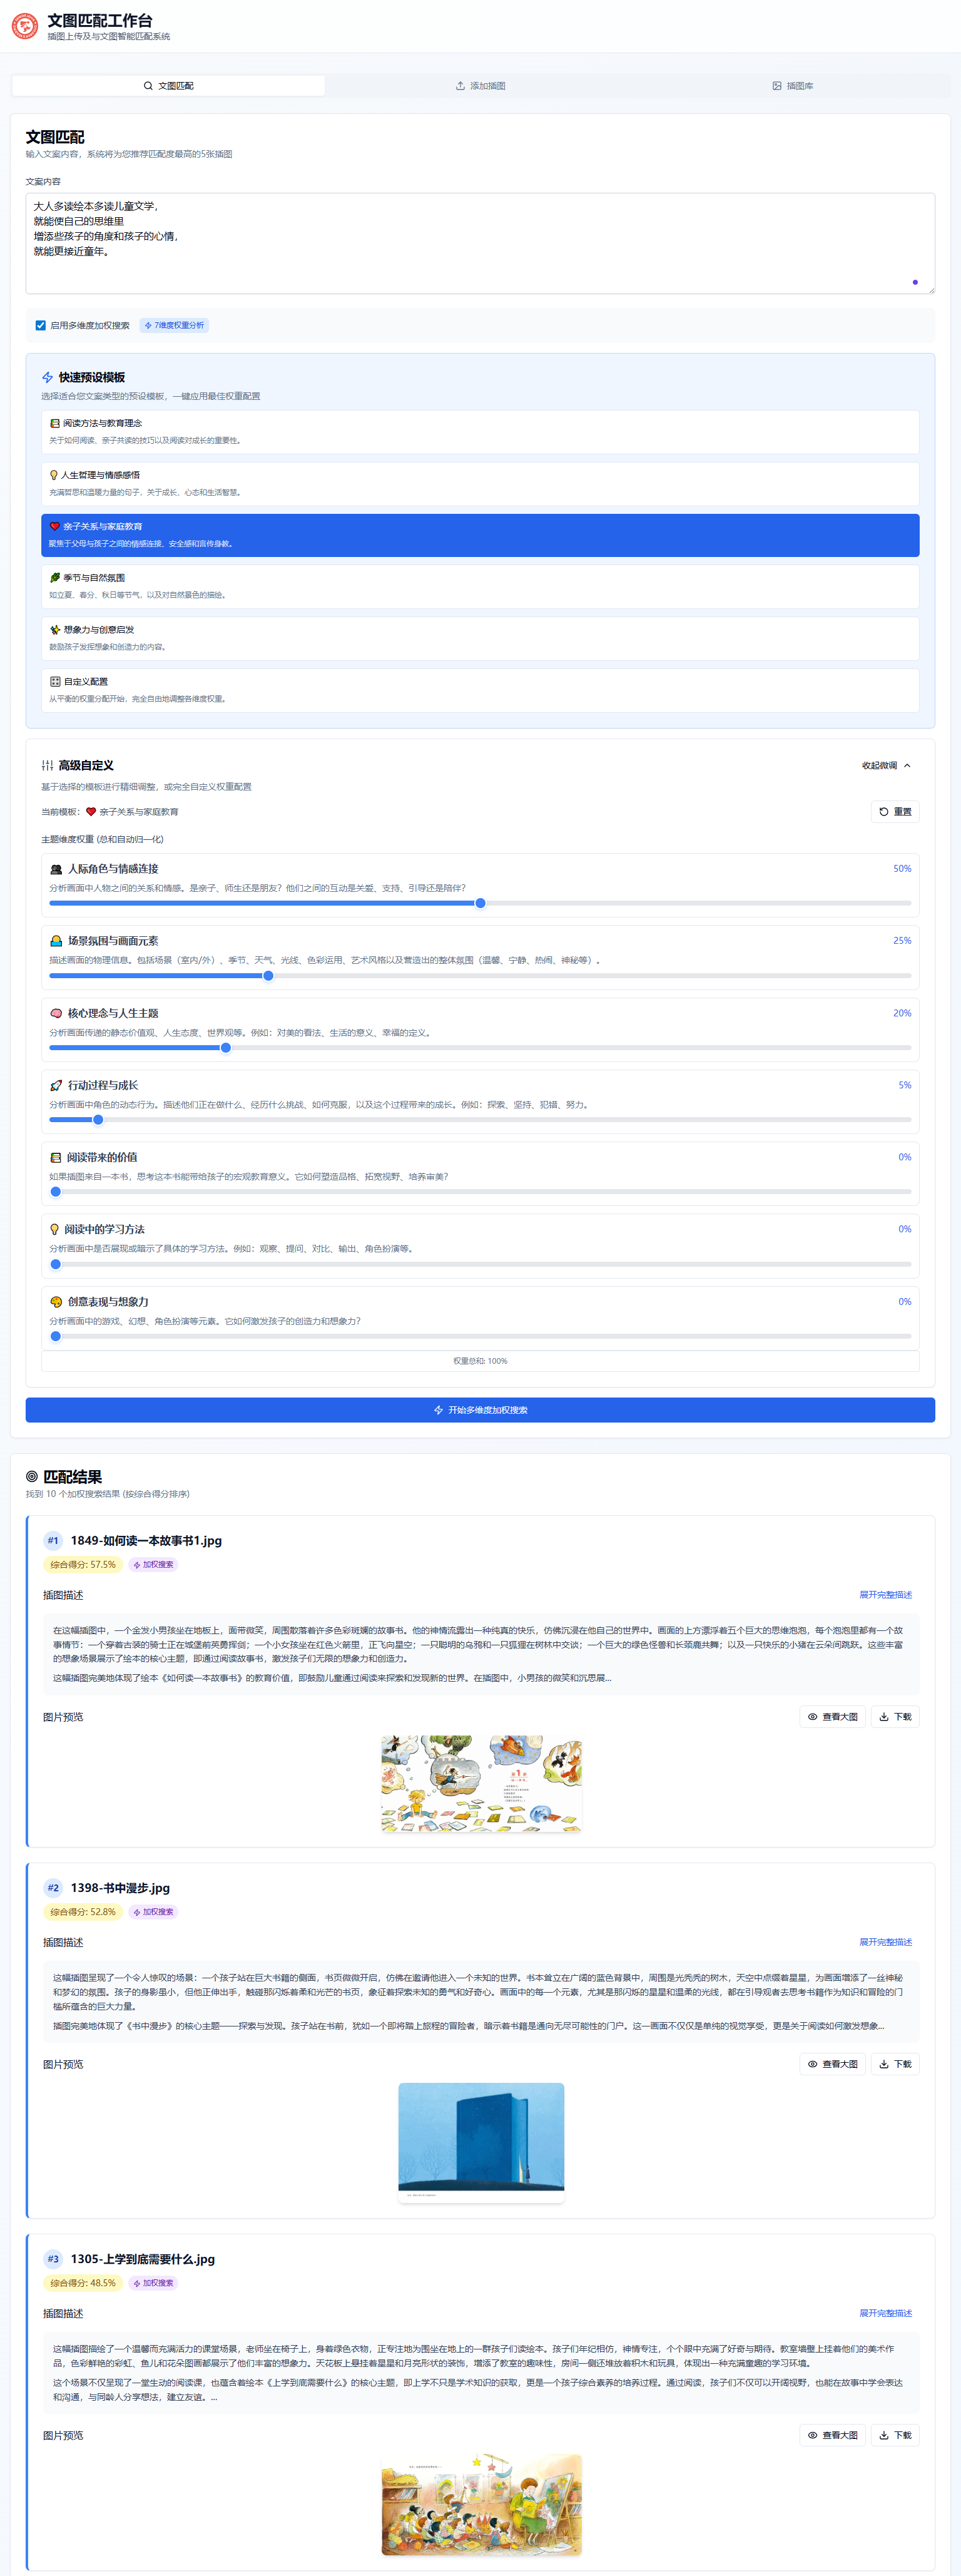 文图匹配工作台
插图上传及与文图智能匹配系统
文图匹配
添加插图
插图库
文图匹配
输入文案内容，系统将为您推荐匹配度最高的5张插图
文案内容
大人多读绘本多读儿童文学，
就能使自己的思维里
增添些孩子的角度和孩子的心情，
就能更接近童年。
启用多维度加权搜索
7维度权重分析
快速预设模板
选择适合您文案类型的预设模板，一键应用最佳权重配置
阅读方法与教育理念
关于如何阅读、亲子共读的技巧以及阅读对成长的重要性。
人生哲理与情感感悟
充满哲思和温暖力量的句子，关于成长、心态和生活智慧。
亲子关系与家庭教育
聚焦于父母与孩子之间的情感连接、安全感和言传身教。
季节与自然氛围
如立夏、春分、秋日等节气，以及对自然景色的描绘。
想象力与创意启发
鼓励孩子发挥想象和创造力的内容。
自定义配置
从平衡的权重分配开始，完全自由地调整各维度权重。
高级自定义
收起微调
基于选择的模板进行精细调整，或完全自定义权重配置
当前模板：
亲子关系与家庭教育
重置
主题维度权重 (总和自动归一化)
人际角色与情感连接
50%
分析画面中人物之间的关系和情感。是亲子、师生还是朋友？他们之间的互动是关爱、支持、引导还是陪伴？
场景氛围与画面元素
25%
描述画面的物理信息。包括场景（室内/外）、季节、天气、光线、色彩运用、艺术风格以及营造出的整体氛围（温馨、宁静、热闹、神秘等）。
核心理念与人生主题
20%
分析画面传递的静态价值观、人生态度、世界观等。例如：对美的看法、生活的意义、幸福的定义。
行动过程与成长
5%
分析画面中角色的动态行为。描述他们正在做什么、经历什么挑战、如何克服，以及这个过程带来的成长。例如：探索、坚持、犯错、努力。
阅读带来的价值
0%
如果插图来自一本书，思考这本书能带给孩子的宏观教育意义。它如何塑造品格、拓宽视野、培养审美？
阅读中的学习方法
0%
分析画面中是否展现或暗示了具体的学习方法。例如：观察、提问、对比、输出、角色扮演等。
创意表现与想象力
0%
分析画面中的游戏、幻想、角色扮演等元素。它如何激发孩子的创造力和想象力？
权重总和: 100%
开始多维度加权搜索
匹配结果
找到 10 个加权搜索结果 (按综合得分排序)
#1
1849-如何读一本故事书1.jpg
综合得分: 57.5%
加权搜索
插图描述
展开完整描述
在这幅插图中，一个金发小男孩坐在地板上，面带微笑，周围散落着许多色彩斑斓的故事书。他的神情流露出一种纯真的快乐，仿佛沉浸在他自己的世界中。画面的上方漂浮着五个巨大的思维泡泡，每个泡泡里都有一个故
事情节：一个穿着古装的骑士正在城堡前英勇挥剑；一个小女孩坐在红色火箭里，正飞向星空；一只聪明的乌鸦和一只狐狸在树林中交谈；一个巨大的绿色怪兽和长颈鹿共舞；以及一只快乐的小猪在云朵间跳跃。这些丰富
的想象场景展示了绘本的核心主题，即通过阅读故事书，激发孩子们无限的想象力和创造力。
这幅插图完美地体现了绘本《如何读一本故事书》的教育价值，即鼓励儿童通过阅读来探索和发现新的世界。在插图中，小男孩的微笑和沉思展...
图片预览
查看大图
下载
#2
1398-书中漫步.jpg
综合得分: 52.8%
加权搜索
插图描述
展开完整描述
这幅插图呈现了一个令人惊叹的场景：一个孩子站在巨大书籍的侧面，书页微微开启，仿佛在邀请他进入一个未知的世界。书本耸立在广阔的蓝色背景中，周围是光秃秃的树木，天空中点缀着星星，为画面增添了一丝神秘
和梦幻的氛围。孩子的身影虽小，但他正伸出手，触碰那闪烁着柔和光芒的书页，象征着探索未知的勇气和好奇心。画面中的每一个元素，尤其是那闪烁的星星和温柔的光线，都在引导观者去思考书籍作为知识和冒险的门
槛所蕴含的巨大力量。
插图完美地体现了《书中漫步》的核心主题——探索与发现。孩子站在书前，犹如一个即将踏上旅程的冒险者，暗示着书籍是通向无尽可能性的门户。这一画面不仅仅是单纯的视觉享受，更是关于阅读如何激发想象...
图片预览
查看大图
下载
#3
1305-上学到底需要什么.jpg
综合得分: 48.5%
加权搜索
插图描述
展开完整描述
这幅插图描绘了一个温馨而充满活力的课堂场景，老师坐在椅子上，身着绿色衣物，正专注地为围坐在地上的一群孩子们读绘本。孩子们年纪相仿，神情专注，个个眼中充满了好奇与期待。教室墙壁上挂着他们的美术作
品，色彩鲜艳的彩虹、鱼儿和花朵图画都展示了他们丰富的想象力。天花板上悬挂着星星和月亮形状的装饰，增添了教室的趣味性，房间一侧还堆放着积木和玩具，体现出一种充满童趣的学习环境。
这个场景不仅呈现了一堂生动的阅读课，也蕴含着绘本《上学到底需要什么》的核心主题，即上学不只是学术知识的获取，更是一个孩子综合素养的培养过程。通过阅读，孩子们不仅可以开阔视野，也能在故事中学会表达
和沟通，与同龄人分享想法，建立友谊。...
图片预览
查看大图
下载